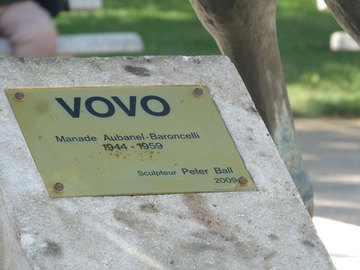 VOVO
Manade Aubanel-Baroncelli
1944-1959
Sculpteur Peter Ball
2009